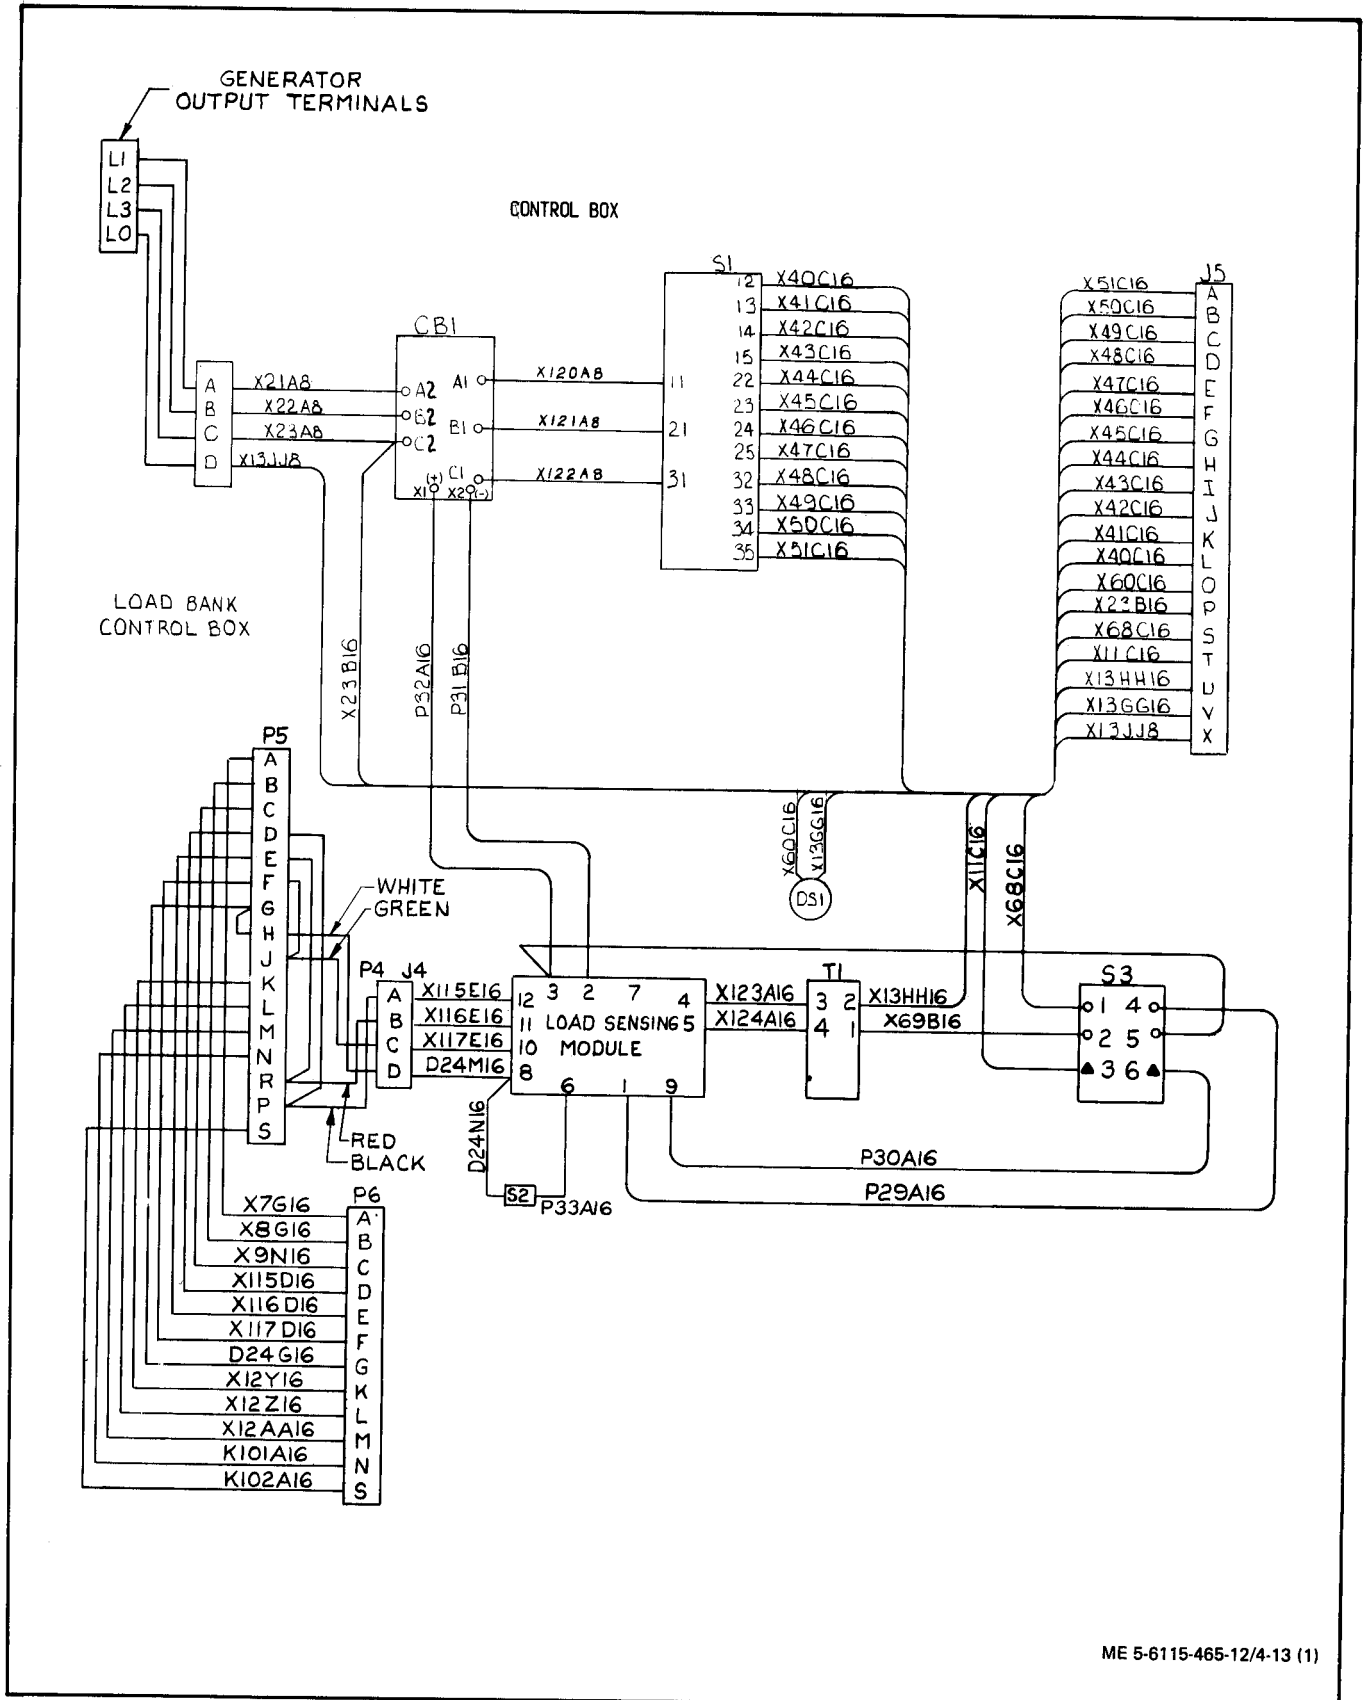 GENERATOR
OUTPUT TERMINALS
L1
L2
L3
LO
CONTROL BOX
S1
12 X40C16
13 X41C16
14 X42C16
15 X43C16
22 X44C16
23 X45C16
24 X46C16
25 X47C16
32 X48C16
33 X49C16
34 X50C16
35 X51C16
11
21
31
J5
X51C16 A
X50C16 B
X49C16 C
X48C16 D
X47C16 E
X46C16 F
X45C16 G
X44C16 H
X43C16 I
X42C16 J
X41C16 K
X40C16 L
X60C16 O
X23B16 P
X68C16 S
X11C16 T
X13HH16 U
X13GG16 V
X13JJ8 X
CB1
A2 A1
B2 B1
C2 C1
(+) X1 X2 (-)
X120A8
X121A8
X122A8
A X21A8
B X22A8
C X23A8
D X13JJ8
LOAD BANK
CONTROL BOX
X23B16
P32A16
P31B16
X60C16
X13GG16
DS1
X11C16
X68C16
P5
A
B
C
D
E
F
G
H
J
K
L
M
N
R
P
S
WHITE
GREEN
RED
BLACK
P4 J4
A X115E16 12
B X116E16 11
C X117E16 10
D D24M16 8
3 2 7 4
LOAD SENSING 5
MODULE
6 1 9
X123A16
X124A16
T1
3 2
4 1
X13HH16
X69B16
S3
1 4
2 5
3 6
D24N16
S2
P33A16
P30A16
P29A16
P6
X7G16 A
X8G16 B
X9N16 C
X115D16 D
X116D16 E
X117D16 F
D24G16 G
X12Y16 K
X12Z16 L
X12AA16 M
K101A16 N
K102A16 S
ME 5-6115-465-12/4-13 (1)